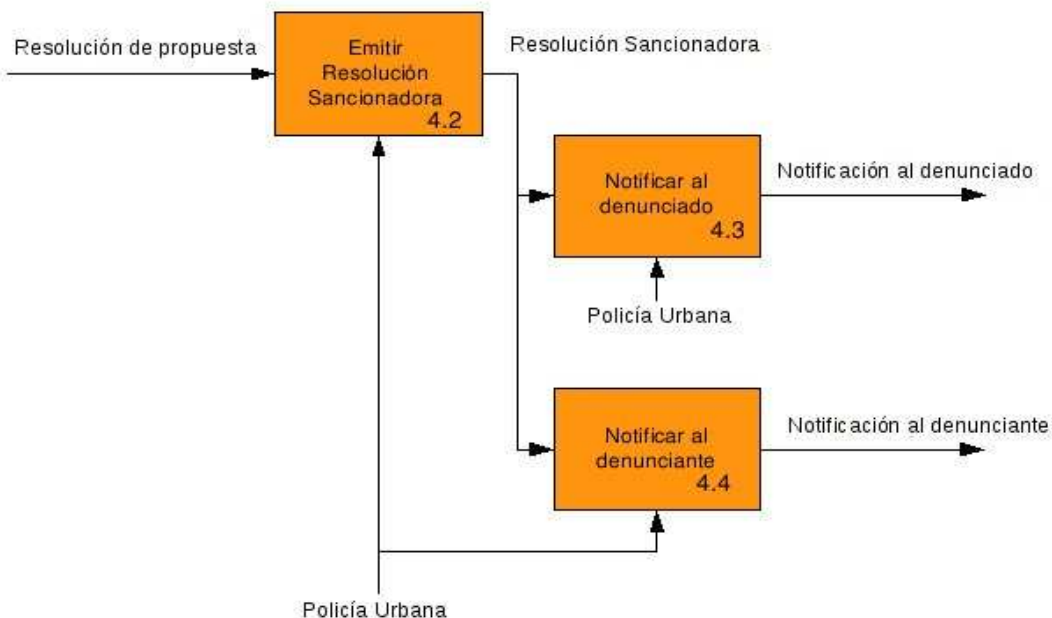 Resolución de propuesta
Emitir
Resolución
Sancionadora
4.2
Resolución Sancionadora
Notificar al
denunciado
4.3
Notificación al denunciado
Policía Urbana
Notificar al
denunciante
4.4
Notificación al denunciante
Policía Urbana